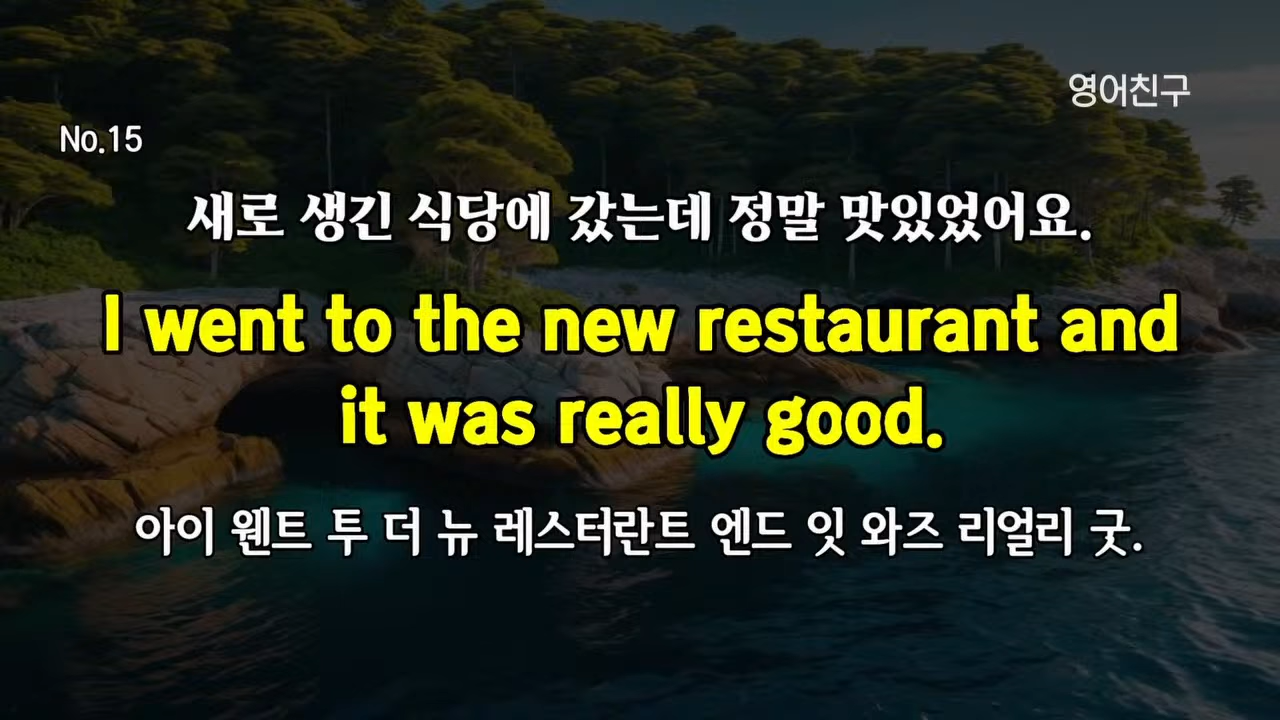 영어친구
No.15
새로 생긴 식당에 갔는데 정말 맛있었어요.
I went to the new restaurant and
it was really good.
아이 웬트 투 더 뉴 레스터란트 엔드 잇 와즈 리얼리 굿.